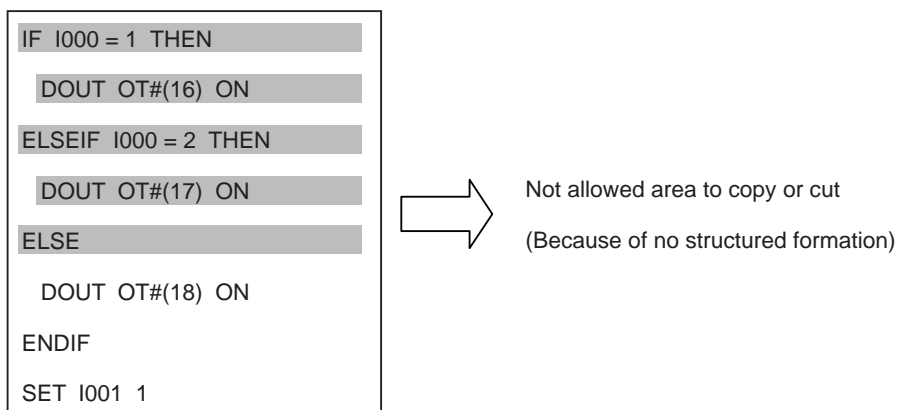 IF I000 = 1 THEN
DOUT OT#(16) ON
ELSEIF I000 = 2 THEN
DOUT OT#(17) ON
ELSE
DOUT OT#(18) ON
ENDIF
SET I001 1
Not allowed area to copy or cut
(Because of no structured formation)